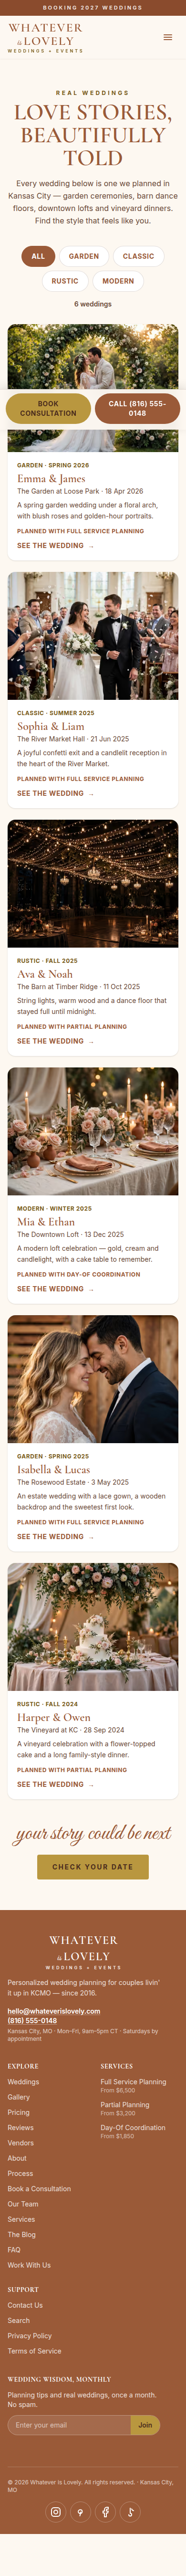 BOOKING 2027 WEDDINGS
WHATEVER
is LOVELY
WEDDINGS + EVENTS
REAL WEDDINGS
LOVE STORIES,
BEAUTIFULLY
TOLD
Every wedding below is one we planned in
Kansas City — garden ceremonies, barn dance
floors, downtown lofts and vineyard dinners.
Find the style that feels like you.
ALL
GARDEN
CLASSIC
RUSTIC
MODERN
6 weddings
BOOK
CONSULTATION
CALL (816) 555-
0148
GARDEN · SPRING 2026
Emma & James
The Garden at Loose Park · 18 Apr 2026
A spring garden wedding under a floral arch,
with blush roses and golden-hour portraits.
PLANNED WITH FULL SERVICE PLANNING
SEE THE WEDDING →
CLASSIC · SUMMER 2025
Sophia & Liam
The River Market Hall · 21 Jun 2025
A joyful confetti exit and a candlelit reception in
the heart of the River Market.
PLANNED WITH FULL SERVICE PLANNING
SEE THE WEDDING →
RUSTIC · FALL 2025
Ava & Noah
The Barn at Timber Ridge · 11 Oct 2025
String lights, warm wood and a dance floor that
stayed full until midnight.
PLANNED WITH PARTIAL PLANNING
SEE THE WEDDING →
MODERN · WINTER 2025
Mia & Ethan
The Downtown Loft · 13 Dec 2025
A modern loft celebration — gold, cream and
candlelight, with a cake table to remember.
PLANNED WITH DAY-OF COORDINATION
SEE THE WEDDING →
GARDEN · SPRING 2025
Isabella & Lucas
The Rosewood Estate · 3 May 2025
An estate wedding with a lace gown, a wooden
backdrop and the sweetest first look.
PLANNED WITH FULL SERVICE PLANNING
SEE THE WEDDING →
RUSTIC · FALL 2024
Harper & Owen
The Vineyard at KC · 28 Sep 2024
A vineyard celebration with a flower-topped
cake and a long family-style dinner.
PLANNED WITH PARTIAL PLANNING
SEE THE WEDDING →
your story could be next
CHECK YOUR DATE
WHATEVER
is LOVELY
WEDDINGS + EVENTS
Personalized wedding planning for couples livin'
it up in KCMO — since 2016.
hello@whateverislovely.com
(816) 555-0148
Kansas City, MO · Mon–Fri, 9am–5pm CT · Saturdays by
appointment
EXPLORE
Weddings
Gallery
Pricing
Reviews
Vendors
About
Process
Book a Consultation
Our Team
Services
The Blog
FAQ
Work With Us
SERVICES
Full Service Planning
From $6,500
Partial Planning
From $3,200
Day-Of Coordination
From $1,850
SUPPORT
Contact Us
Search
Privacy Policy
Terms of Service
WEDDING WISDOM, MONTHLY
Planning tips and real weddings, once a month.
No spam.
Enter your email
Join
© 2026 Whatever is Lovely. All rights reserved. · Kansas City,
MO